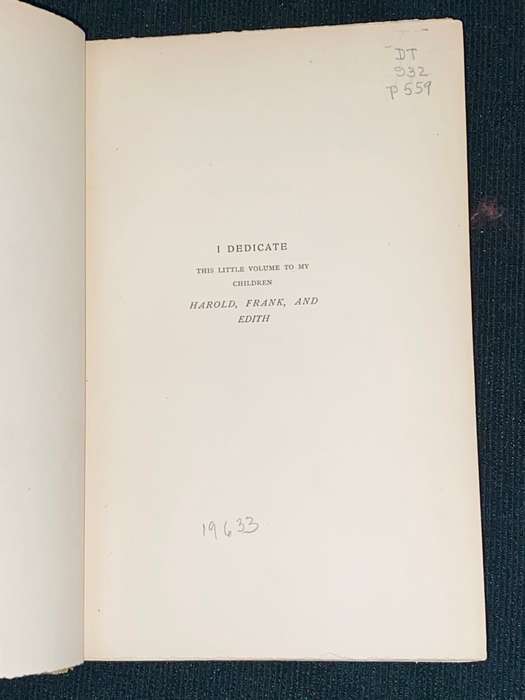 DT
932
P559
I DEDICATE
THIS LITTLE VOLUME TO MY
CHILDREN
HAROLD, FRANK, AND
EDITH
19633